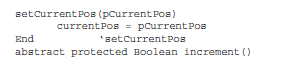 setCurrentPos(pCurrentPos)
currentPos = pCurrentPos
End 'setCurrentPos
abstract protected Boolean increment()